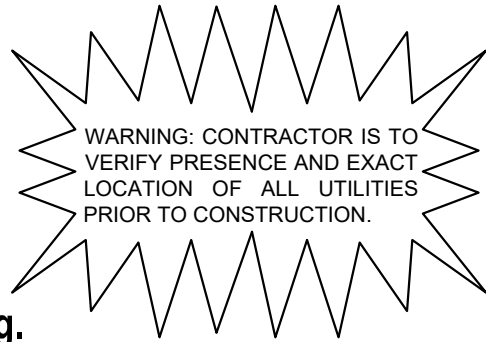 WARNING: CONTRACTOR IS TO
VERIFY PRESENCE AND EXACT
LOCATION OF ALL UTILITIES
PRIOR TO CONSTRUCTION.
g.